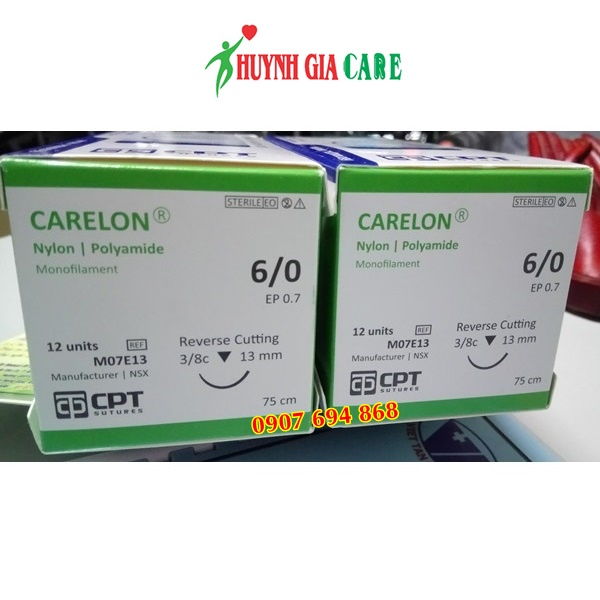 HUYNH GIA CARE
CARELON®
Nylon | Polyamide
Monofilament
STERILE EO
6/0
EP 0.7
12 units REF
M07E13
Manufacturer | NSX
CPT
SUTURES
Reverse Cutting
3/8c ▼ 13 mm
75 cm
CARELON®
Nylon | Polyamide
Monofilament
STERILE EO
6/0
EP 0.7
12 units REF
M07E13
Manufacturer | NSX
CPT
SUTURES
Reverse Cutting
3/8c ▼ 13 mm
75 cm
0907 694 868
VIET TAN